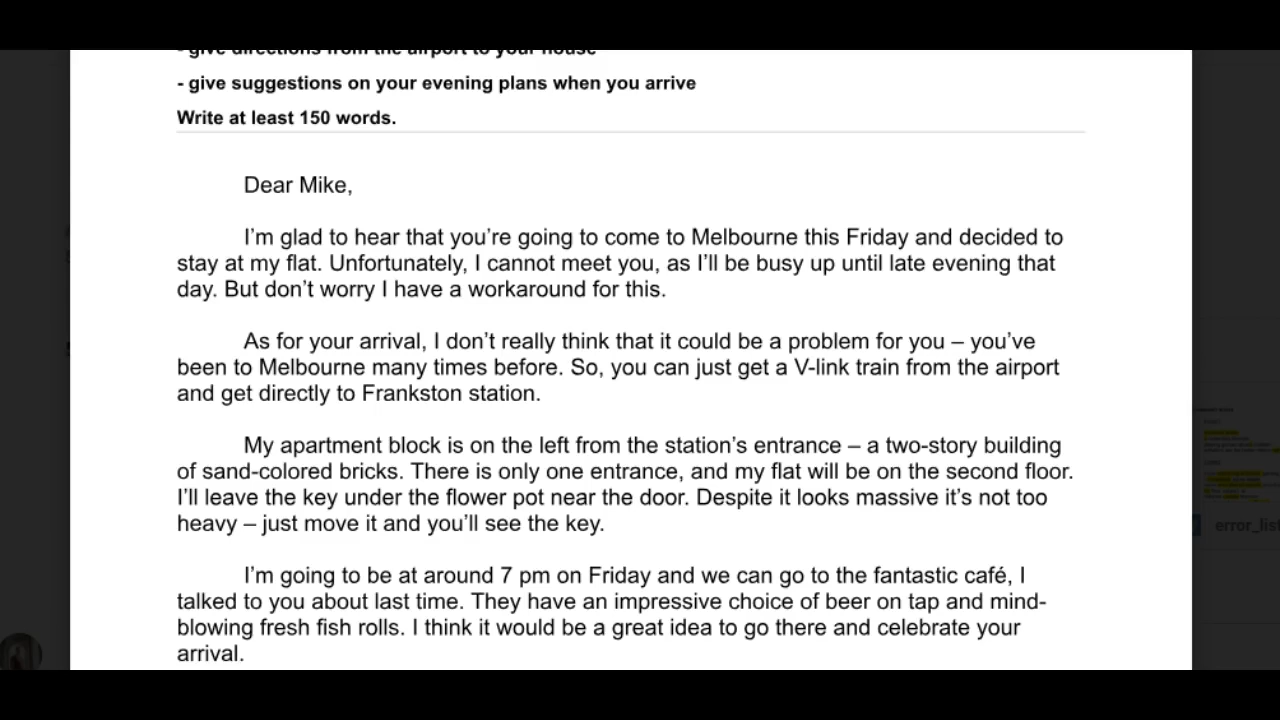 - give directions from the airport to your house
- give suggestions on your evening plans when you arrive
Write at least 150 words.
Dear Mike,
I'm glad to hear that you're going to come to Melbourne this Friday and decided to
stay at my flat. Unfortunately, I cannot meet you, as I'll be busy up until late evening that
day. But don't worry I have a workaround for this.
As for your arrival, I don't really think that it could be a problem for you – you've
been to Melbourne many times before. So, you can just get a V-link train from the airport
and get directly to Frankston station.
My apartment block is on the left from the station's entrance – a two-story building
of sand-colored bricks. There is only one entrance, and my flat will be on the second floor.
I'll leave the key under the flower pot near the door. Despite it looks massive it's not too
heavy – just move it and you'll see the key.
I'm going to be at around 7 pm on Friday and we can go to the fantastic café, I
talked to you about last time. They have an impressive choice of beer on tap and mind-
blowing fresh fish rolls. I think it would be a great idea to go there and celebrate your
arrival.
error_list